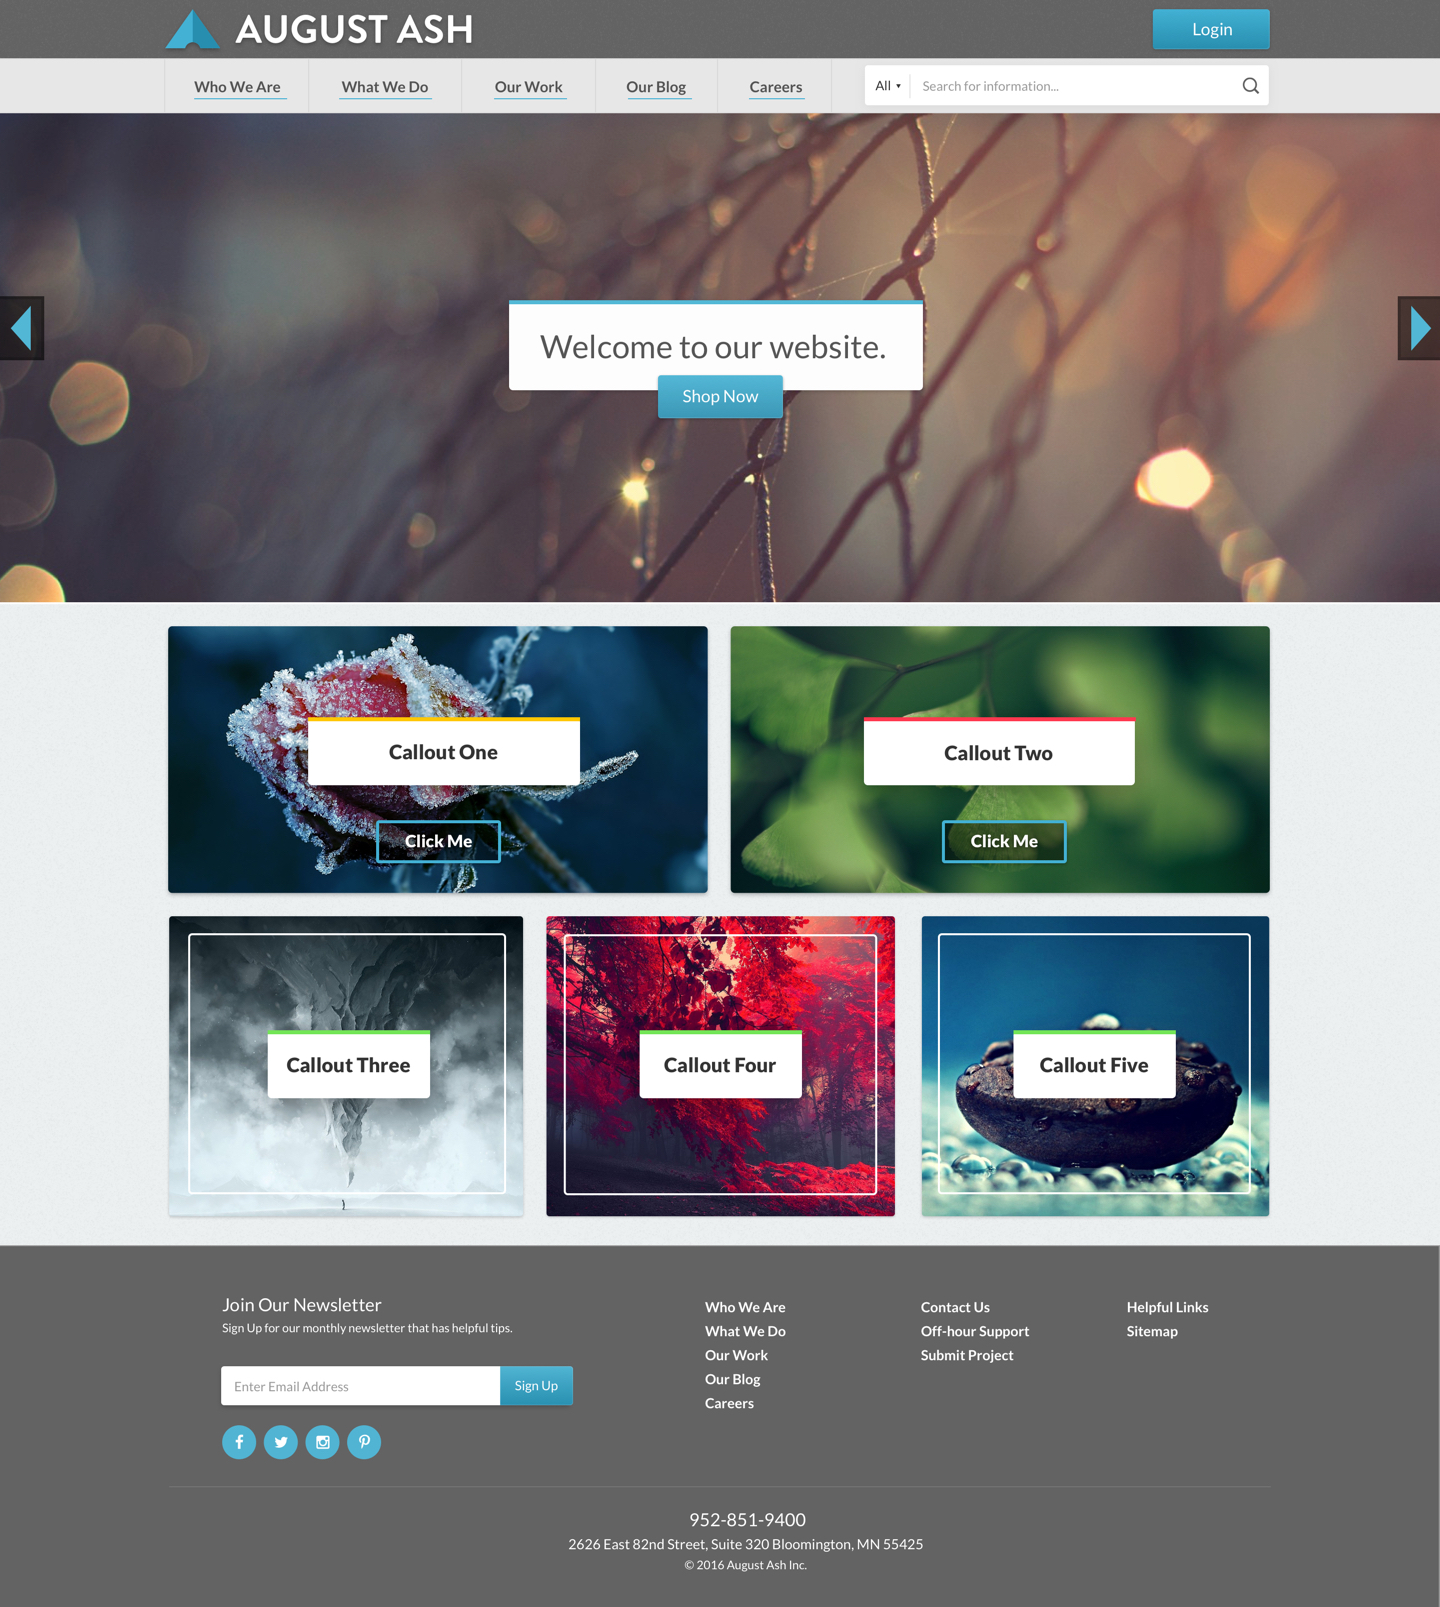 AUGUST ASH
Login
Who We Are
What We Do
Our Work
Our Blog
Careers
All
Search for information...
Welcome to our website.
Shop Now
Callout One
Click Me
Callout Two
Click Me
Callout Three
Callout Four
Callout Five
Join Our Newsletter
Sign Up for our monthly newsletter that has helpful tips.
Enter Email Address
Sign Up
Who We Are
What We Do
Our Work
Our Blog
Careers
Contact Us
Off-hour Support
Submit Project
Helpful Links
Sitemap
952-851-9400
2626 East 82nd Street, Suite 320 Bloomington, MN 55425
© 2016 August Ash Inc.